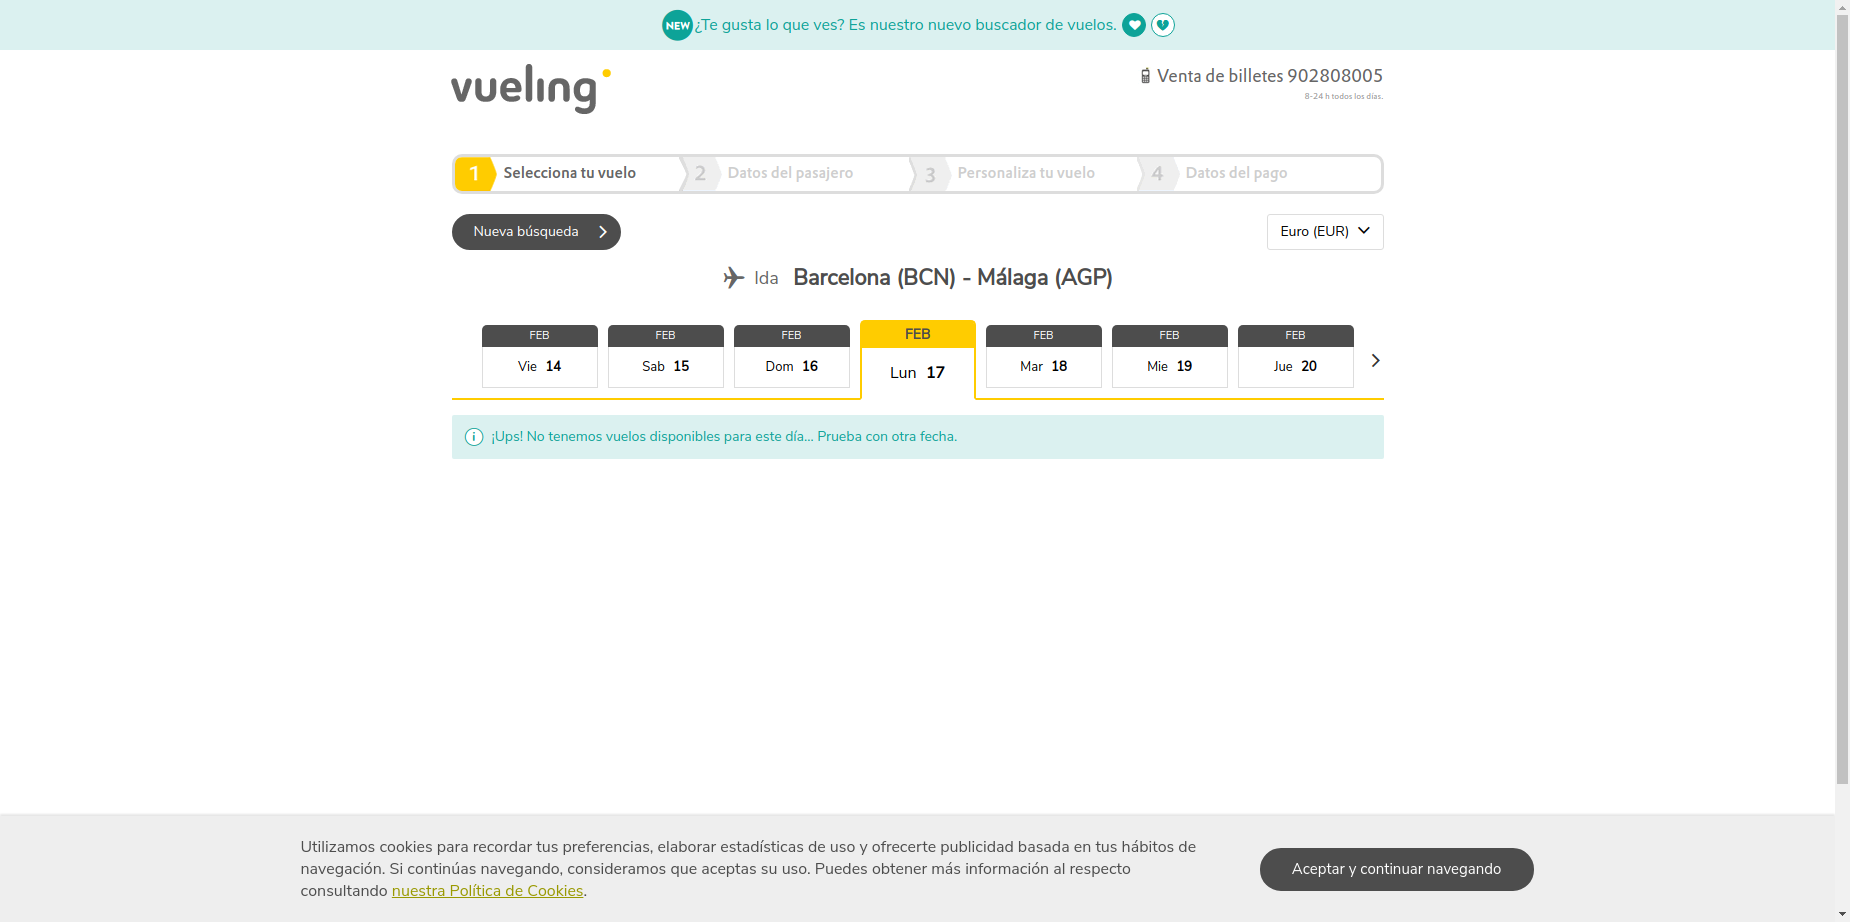 NEW ¿Te gusta lo que ves? Es nuestro nuevo buscador de vuelos.
vueling
Venta de billetes 902808005
8-24 h todos los días.
1 Selecciona tu vuelo 2 Datos del pasajero 3 Personaliza tu vuelo 4 Datos del pago
Nueva búsqueda
Euro (EUR)
Ida Barcelona (BCN) - Málaga (AGP)
FEB FEB FEB FEB FEB FEB FEB
Vie 14 Sab 15 Dom 16 Lun 17 Mar 18 Mie 19 Jue 20
i ¡Ups! No tenemos vuelos disponibles para este día... Prueba con otra fecha.
Utilizamos cookies para recordar tus preferencias, elaborar estadísticas de uso y ofrecerte publicidad basada en tus hábitos de
navegación. Si continúas navegando, consideramos que aceptas su uso. Puedes obtener más información al respecto
consultando nuestra Política de Cookies.
Aceptar y continuar navegando